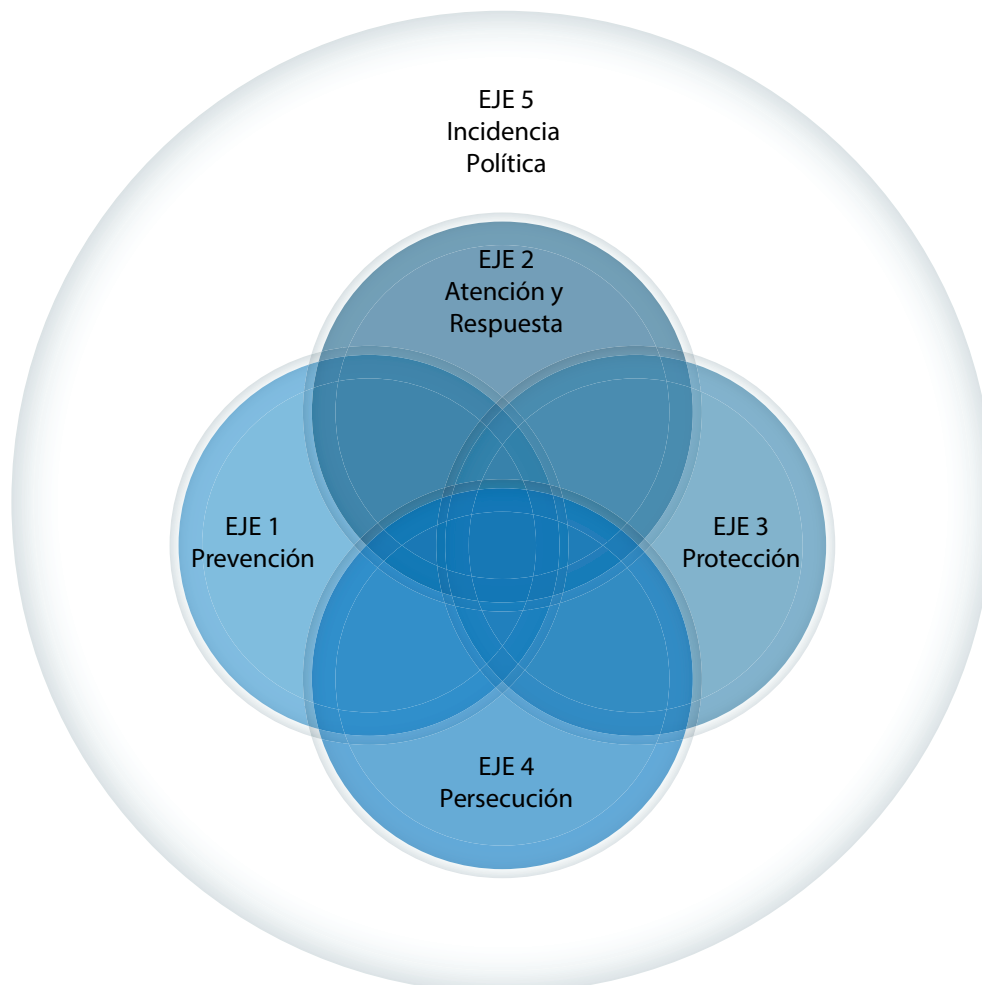 EJE 5
Incidencia
Política
EJE 2
Atención y
Respuesta
EJE 1
Prevención
EJE 3
Protección
EJE 4
Persecución